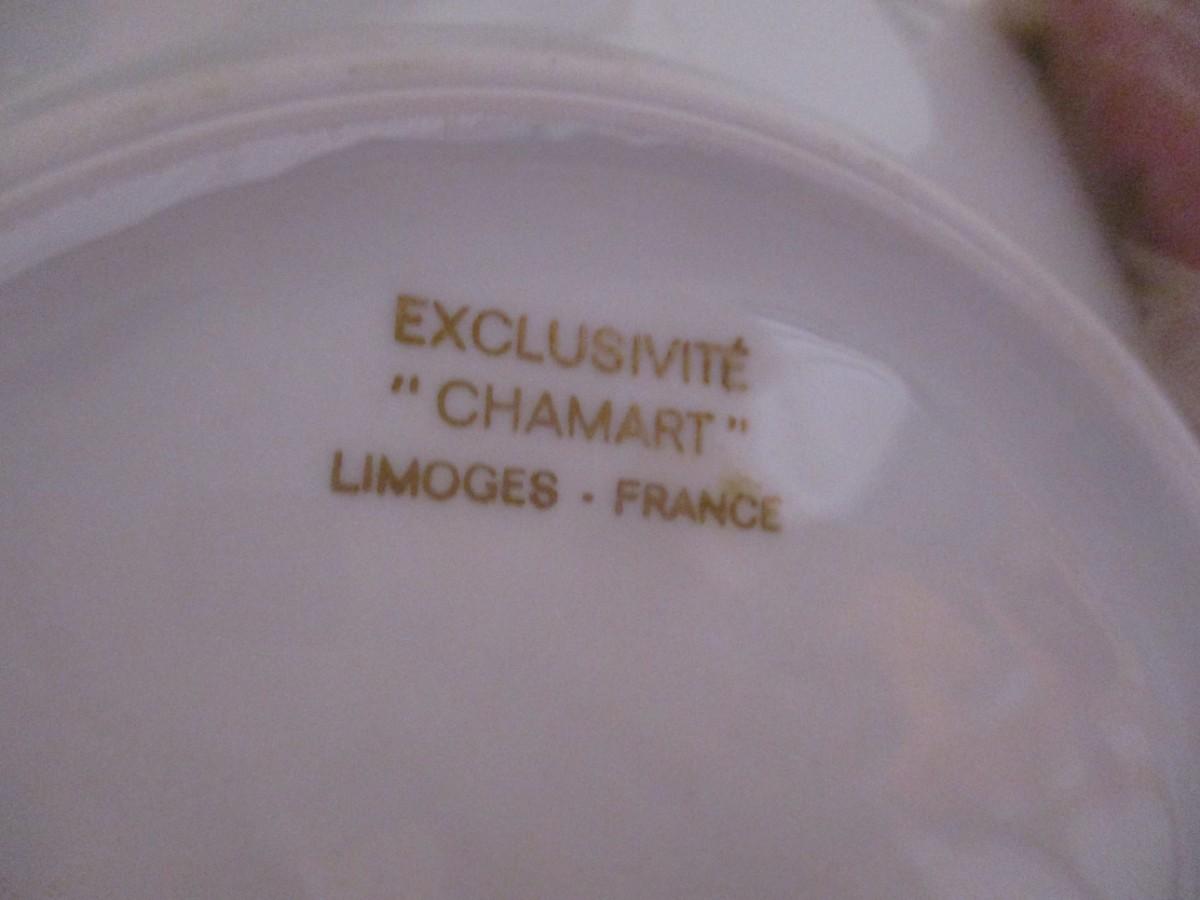 EXCLUSIVITÉ
" CHAMART "
LIMOGES · FRANCE